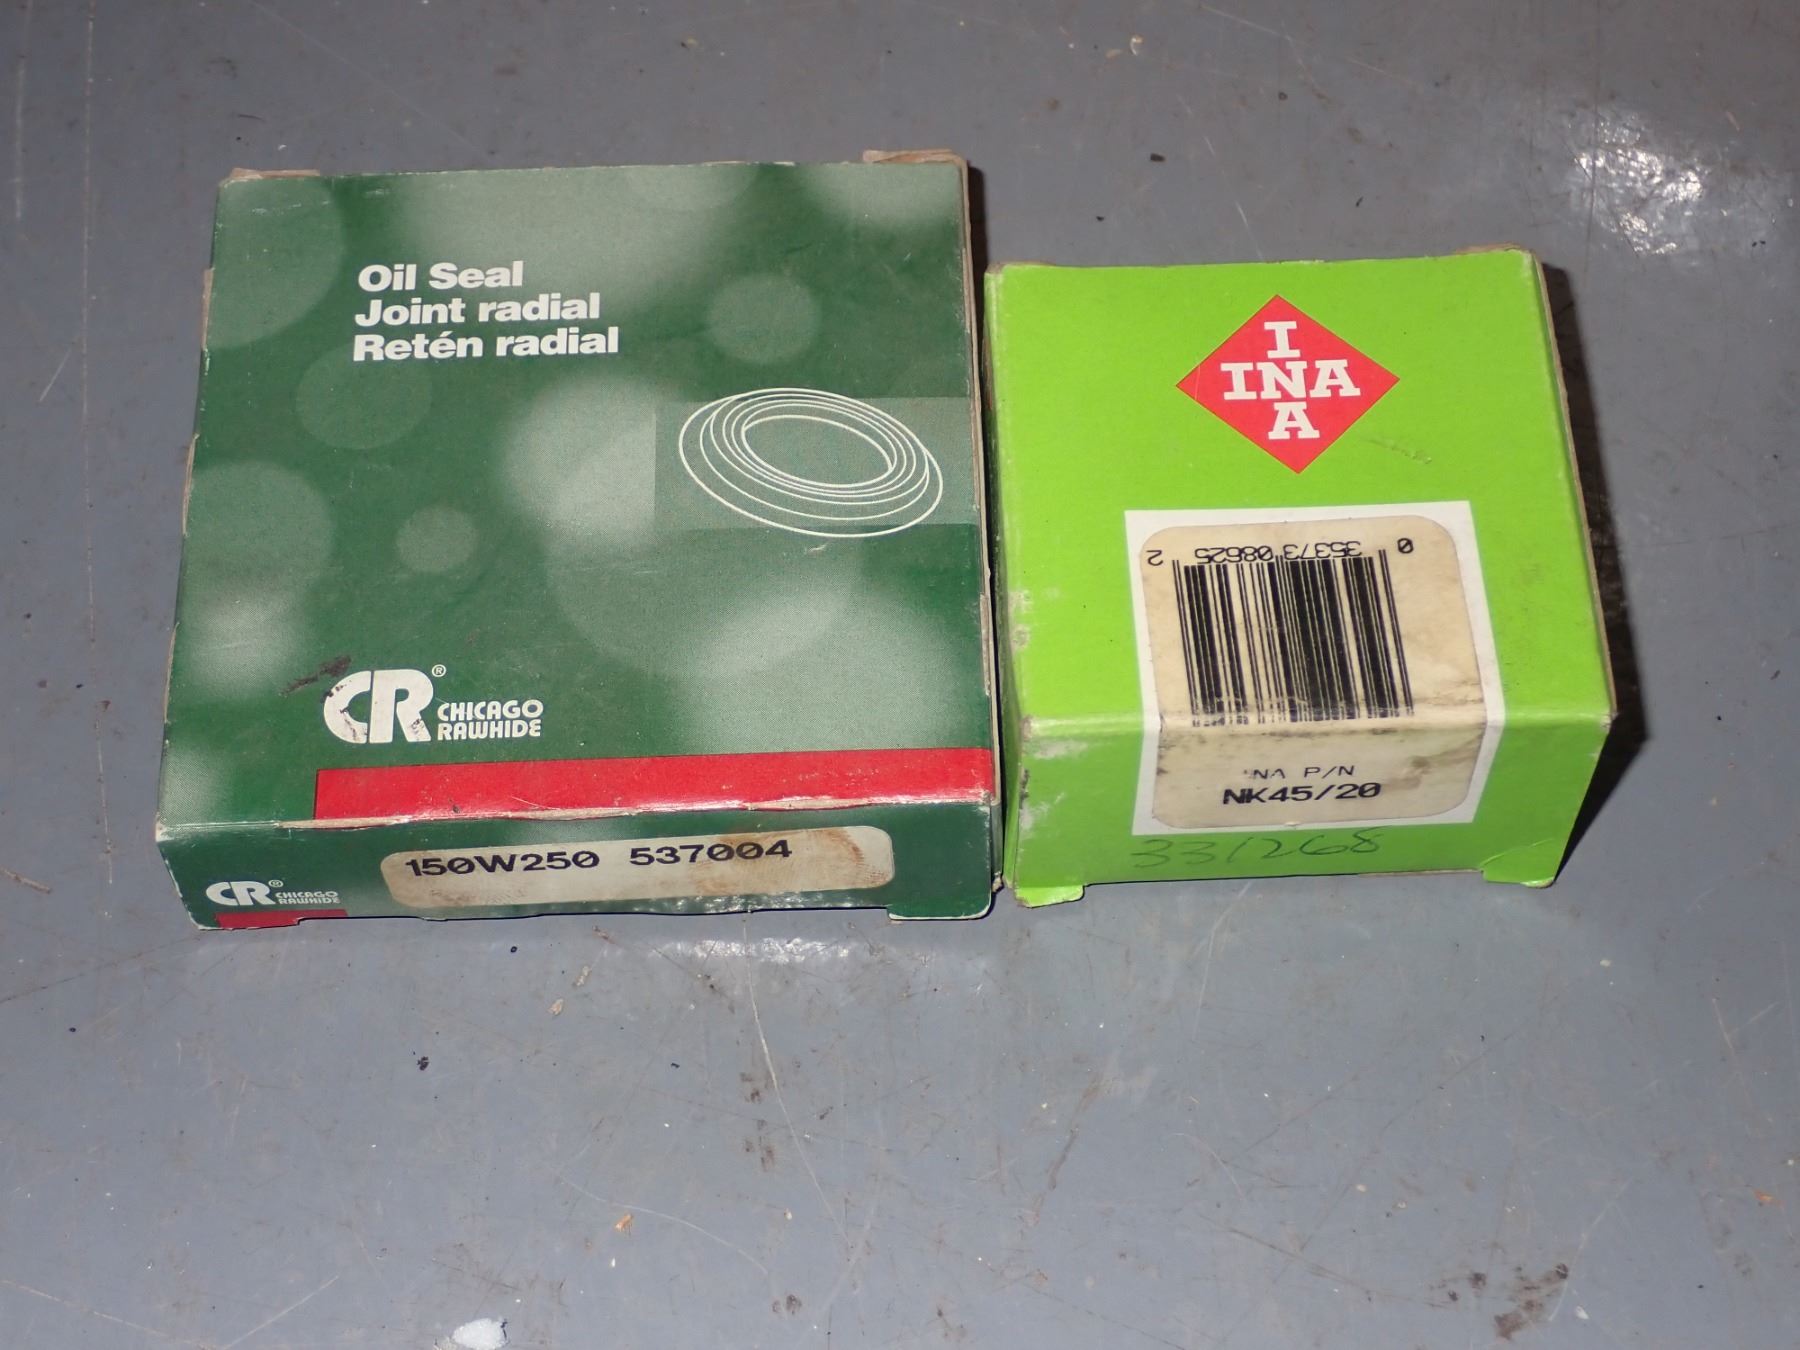 Oil Seal
Joint radial
Retén radial
CR® CHICAGO
RAWHIDE
150W250 537004
CR® CHICAGO
RAWHIDE
I
INA
A
0 35373 08625 2
INA P/N
NK45/20
331268